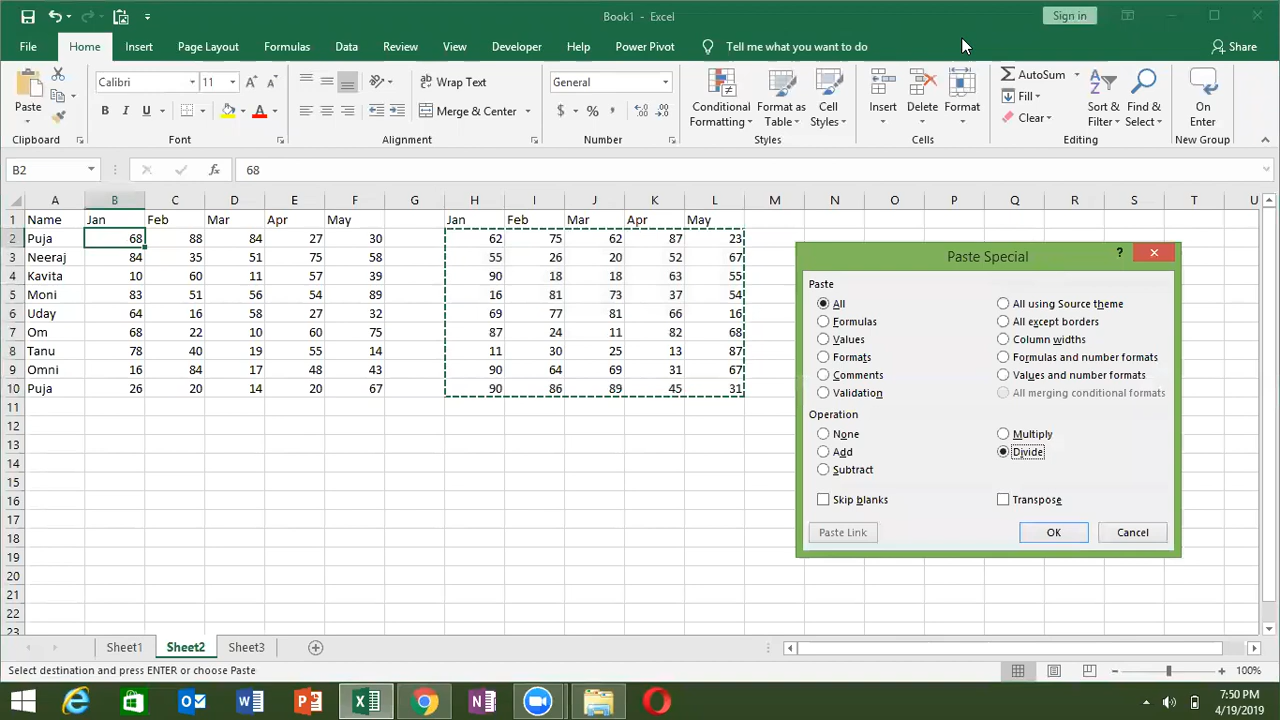 Book1 - Excel
Sign in
File Home Insert Page Layout Formulas Data Review View Developer Help Power Pivot Tell me what you want to do Share
Paste
Calibri 11
Wrap Text
General
Conditional Formatting
Format as Table
Cell Styles
Insert
Delete
Format
AutoSum
Fill
Clear
Sort & Filter
Find & Select
On Enter
B I U
Merge & Center
$ % ,
Clipboard Font Alignment Number Styles Cells Editing New Group
B2 fx 68
A B C D E F G H I J K L M N O P Q R S T U
1 Name Jan Feb Mar Apr May Jan Feb Mar Apr May
2 Puja 68 88 84 27 30 62 75 62 87 23
3 Neeraj 84 35 51 75 58 55 26 20 52 67
4 Kavita 10 60 11 57 39 90 18 18 63 55
5 Moni 83 51 56 54 89 16 81 73 37 54
6 Uday 64 16 58 27 32 69 77 81 66 16
7 Om 68 22 10 60 75 87 24 11 82 68
8 Tanu 78 40 19 55 14 11 30 25 13 87
9 Omni 16 84 17 48 43 90 64 69 31 67
10 Puja 26 20 14 20 67 90 86 89 45 31
11
12
13
14
15
16
17
18
19
20
21
22
23
Paste Special ?
Paste
All All using Source theme
Formulas All except borders
Values Column widths
Formats Formulas and number formats
Comments Values and number formats
Validation All merging conditional formats
Operation
None Multiply
Add Divide
Subtract
Skip blanks Transpose
Paste Link OK Cancel
Sheet1 Sheet2 Sheet3
Select destination and press ENTER or choose Paste 100%
7:50 PM
4/19/2019